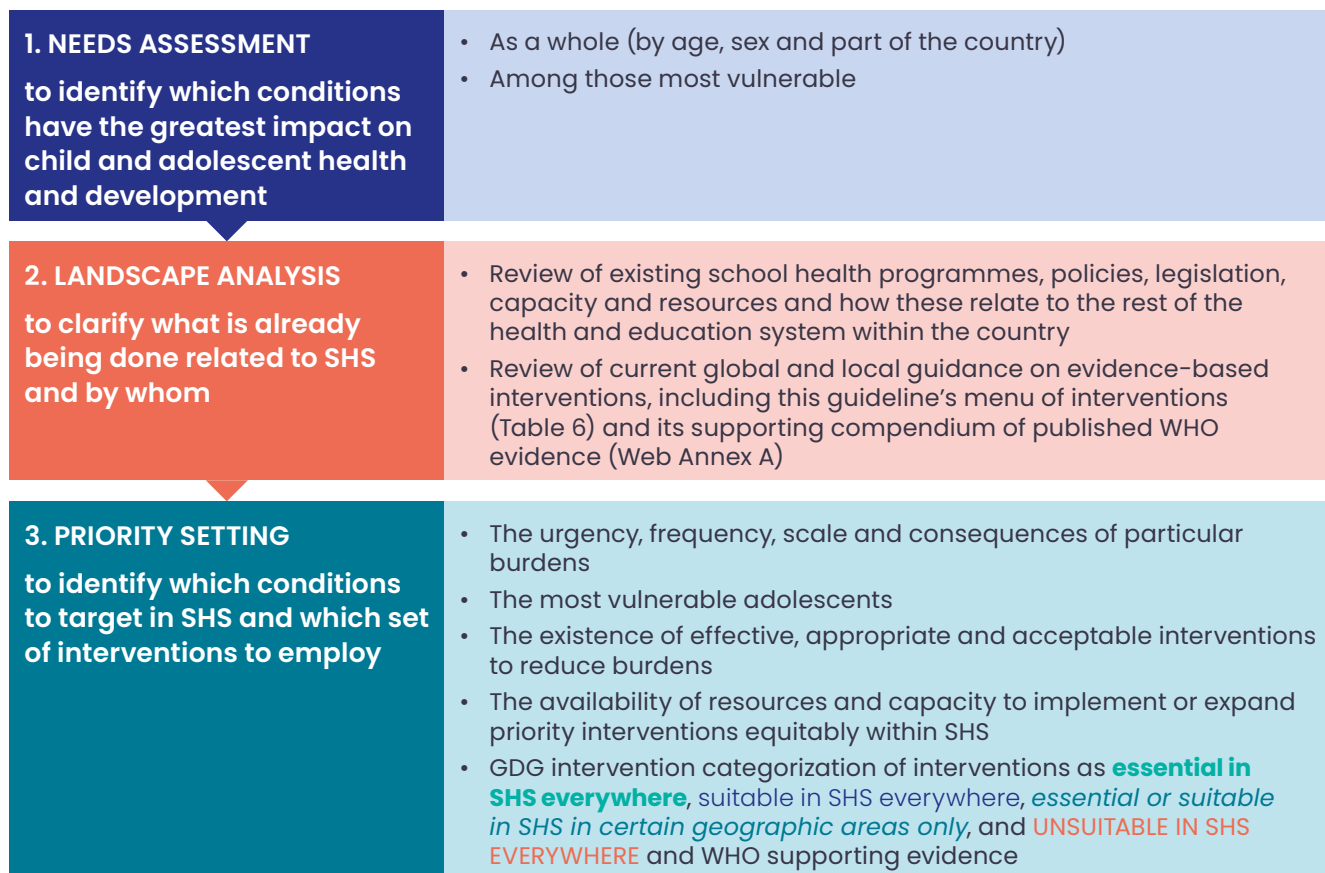 1. NEEDS ASSESSMENT
to identify which conditions
have the greatest impact on
child and adolescent health
and development
• As a whole (by age, sex and part of the country)
• Among those most vulnerable
2. LANDSCAPE ANALYSIS
to clarify what is already
being done related to SHS
and by whom
• Review of existing school health programmes, policies, legislation,
capacity and resources and how these relate to the rest of the
health and education system within the country
• Review of current global and local guidance on evidence-based
interventions, including this guideline's menu of interventions
(Table 6) and its supporting compendium of published WHO
evidence (Web Annex A)
3. PRIORITY SETTING
to identify which conditions
to target in SHS and which set
of interventions to employ
• The urgency, frequency, scale and consequences of particular
burdens
• The most vulnerable adolescents
• The existence of effective, appropriate and acceptable interventions
to reduce burdens
• The availability of resources and capacity to implement or expand
priority interventions equitably within SHS
• GDG intervention categorization of interventions as essential in
SHS everywhere, suitable in SHS everywhere, essential or suitable
in SHS in certain geographic areas only, and UNSUITABLE IN SHS
EVERYWHERE and WHO supporting evidence